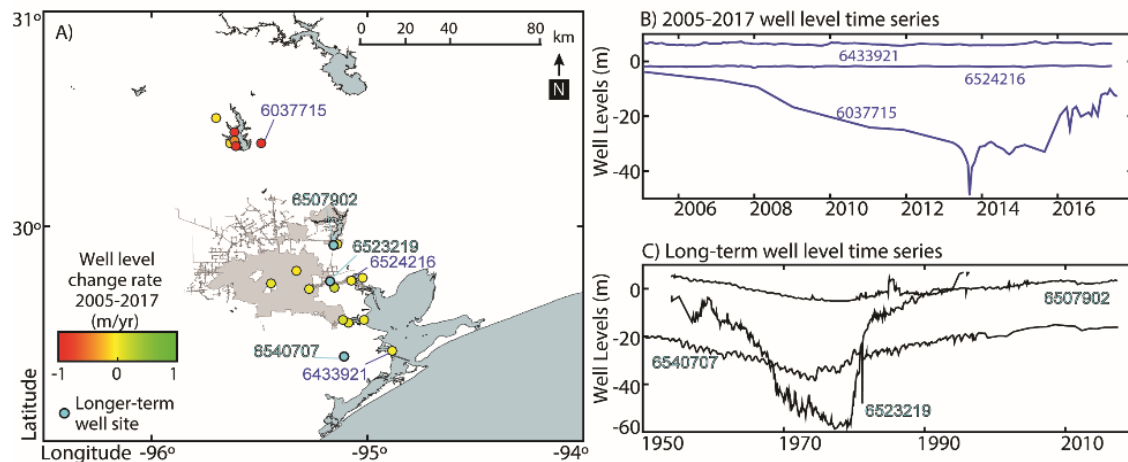 A)
31°
0 20 40 80
km
N
6037715
6507902
30°
6523219
6524216
Well level
change rate
2005-2017
(m/yr)
-1 0 1
6540707
6433921
Longer-term
well site
Latitude
Longitude -96° -95° -94°
B) 2005-2017 well level time series
Well Levels (m)
0
-20
-40
6433921
6524216
6037715
2006 2008 2010 2012 2014 2016
C) Long-term well level time series
Well Levels (m)
0
-20
-40
-60
6507902
6540707
6523219
1950 1970 1990 2010